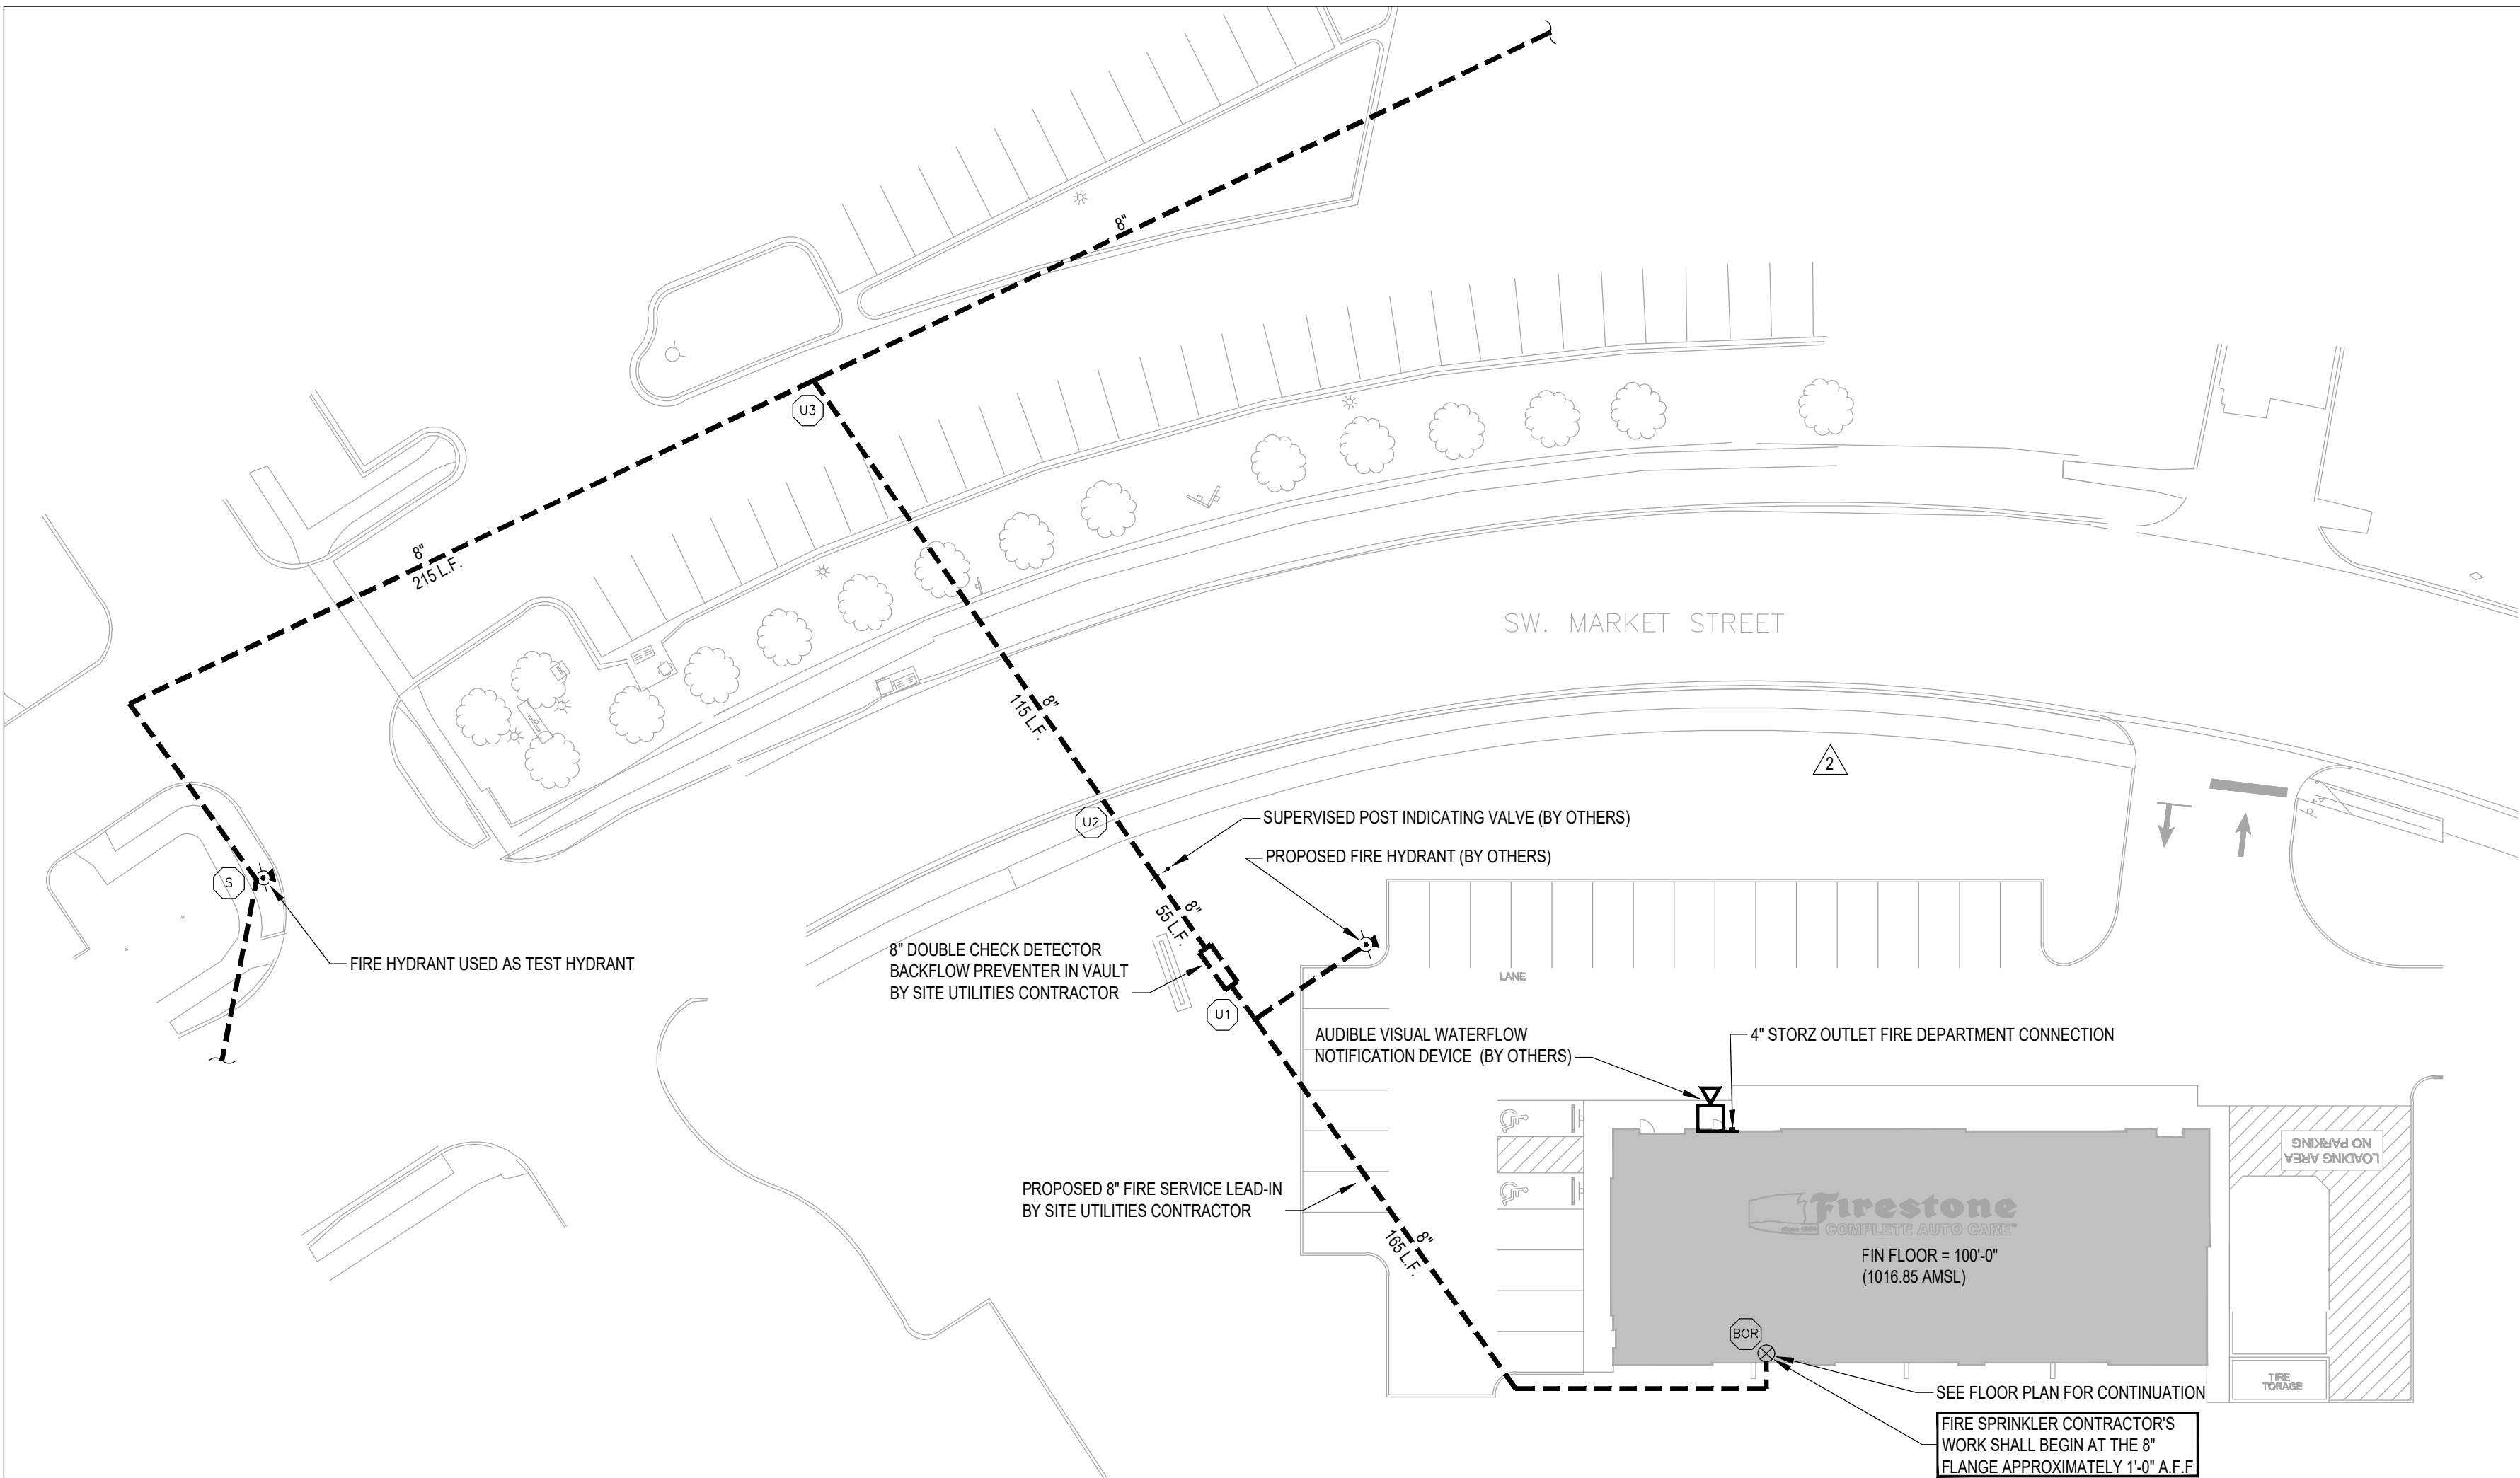 8"
U3
8"
215 L.F.
SW. MARKET STREET
8"
115 L.F.
2
U2
SUPERVISED POST INDICATING VALVE (BY OTHERS)
PROPOSED FIRE HYDRANT (BY OTHERS)
S
8"
55 L.F.
FIRE HYDRANT USED AS TEST HYDRANT
8" DOUBLE CHECK DETECTOR
BACKFLOW PREVENTER IN VAULT
BY SITE UTILITIES CONTRACTOR
LANE
U1
AUDIBLE VISUAL WATERFLOW
NOTIFICATION DEVICE (BY OTHERS)
4" STORZ OUTLET FIRE DEPARTMENT CONNECTION
LOADING AREA
NO PARKING
PROPOSED 8" FIRE SERVICE LEAD-IN
BY SITE UTILITIES CONTRACTOR
Firestone
COMPLETE AUTO CARE™
8"
165 L.F.
FIN FLOOR = 100'-0"
(1016.85 AMSL)
BOR
TIRE
TORAGE
SEE FLOOR PLAN FOR CONTINUATION
FIRE SPRINKLER CONTRACTOR'S
WORK SHALL BEGIN AT THE 8"
FLANGE APPROXIMATELY 1'-0" A.F.F